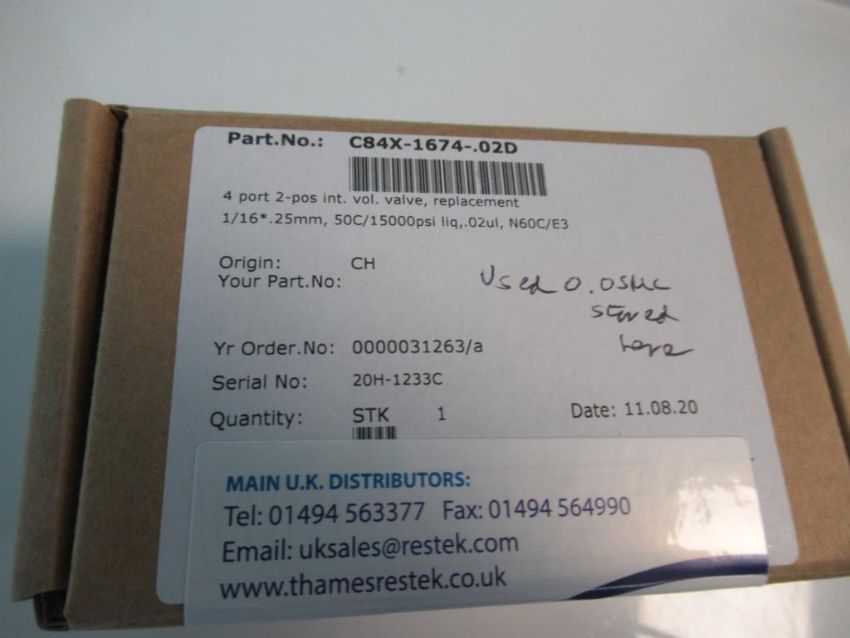 Part.No.: C84X-1674-.02D
4 port 2-pos int. vol. valve, replacement
1/16*.25mm, 50C/15000psi liq,.02ul, N60C/E3
Origin: CH
Your Part.No:
Used 0.05
stored
here
Yr Order.No: 0000031263/a
Serial No: 20H-1233C
Quantity: STK 1 Date: 11.08.20
MAIN U.K. DISTRIBUTORS:
Tel: 01494 563377 Fax: 01494 564990
Email: uksales@restek.com
www.thamesrestek.co.uk